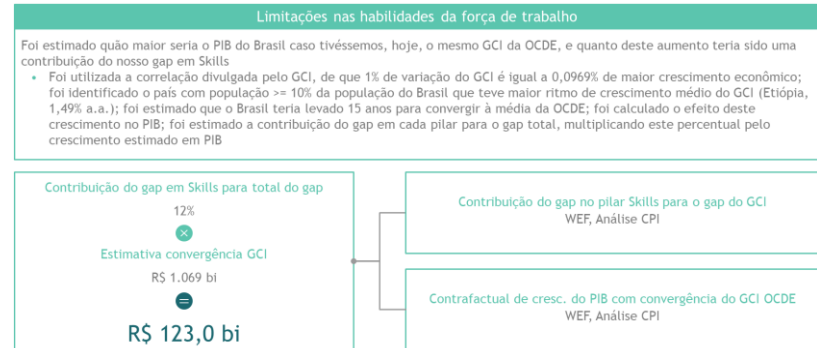 Limitações nas habilidades da força de trabalho
Foi estimado quão maior seria o PIB do Brasil caso tivéssemos, hoje, o mesmo GCI da OCDE, e quanto deste aumento teria sido uma
contribuição do nosso gap em Skills
• Foi utilizada a correlação divulgada pelo GCI, de que 1% de variação do GCI é igual a 0,0969% de maior crescimento econômico;
foi identificado o país com população >= 10% da população do Brasil que teve maior ritmo de crescimento médio do GCI (Etiópia,
1,49% a.a.); foi estimado que o Brasil teria levado 15 anos para convergir à média da OCDE; foi calculado o efeito deste
crescimento no PIB; foi estimado a contribuição do gap em cada pilar para o gap total, multiplicando este percentual pelo
crescimento estimado em PIB
Contribuição do gap em Skills para total do gap
12%
×
Estimativa convergência GCI
R$ 1.069 bi
=
R$ 123,0 bi
Contribuição do gap no pilar Skills para o gap do GCI
WEF, Análise CPI
Contrafactual de cresc. do PIB com convergência do GCI OCDE
WEF, Análise CPI